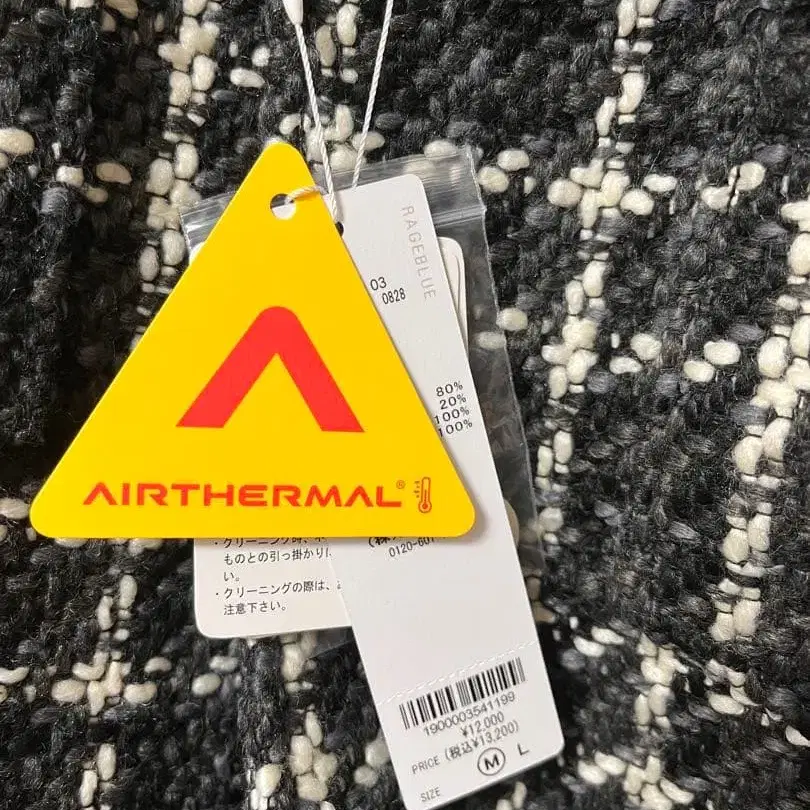 AIRTHERMAL®
RAGEBLUE
03
0828
80%
20%
100%
100%
0120-601
・クリーニング時、
ものとの引っ掛かり
い。
・クリーニングの際は、
注意下さい。
1900003541199
¥12,000
PRICE (税込¥13,200)
SIZE M L